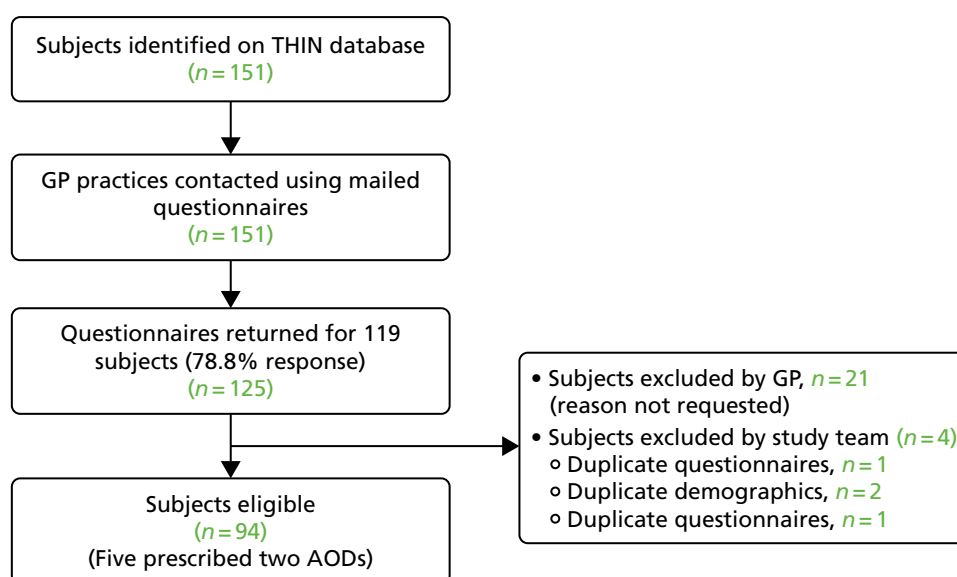 Subjects identified on THIN database
(n=151)
GP practices contacted using mailed
questionnaires
(n=151)
Questionnaires returned for 119
subjects (78.8% response)
(n=125)
• Subjects excluded by GP, n=21
(reason not requested)
• Subjects excluded by study team (n=4)
Duplicate questionnaires, n=1
Duplicate demographics, n=2
Duplicate questionnaires, n=1
Subjects eligible
(n=94)
(Five prescribed two AODs)